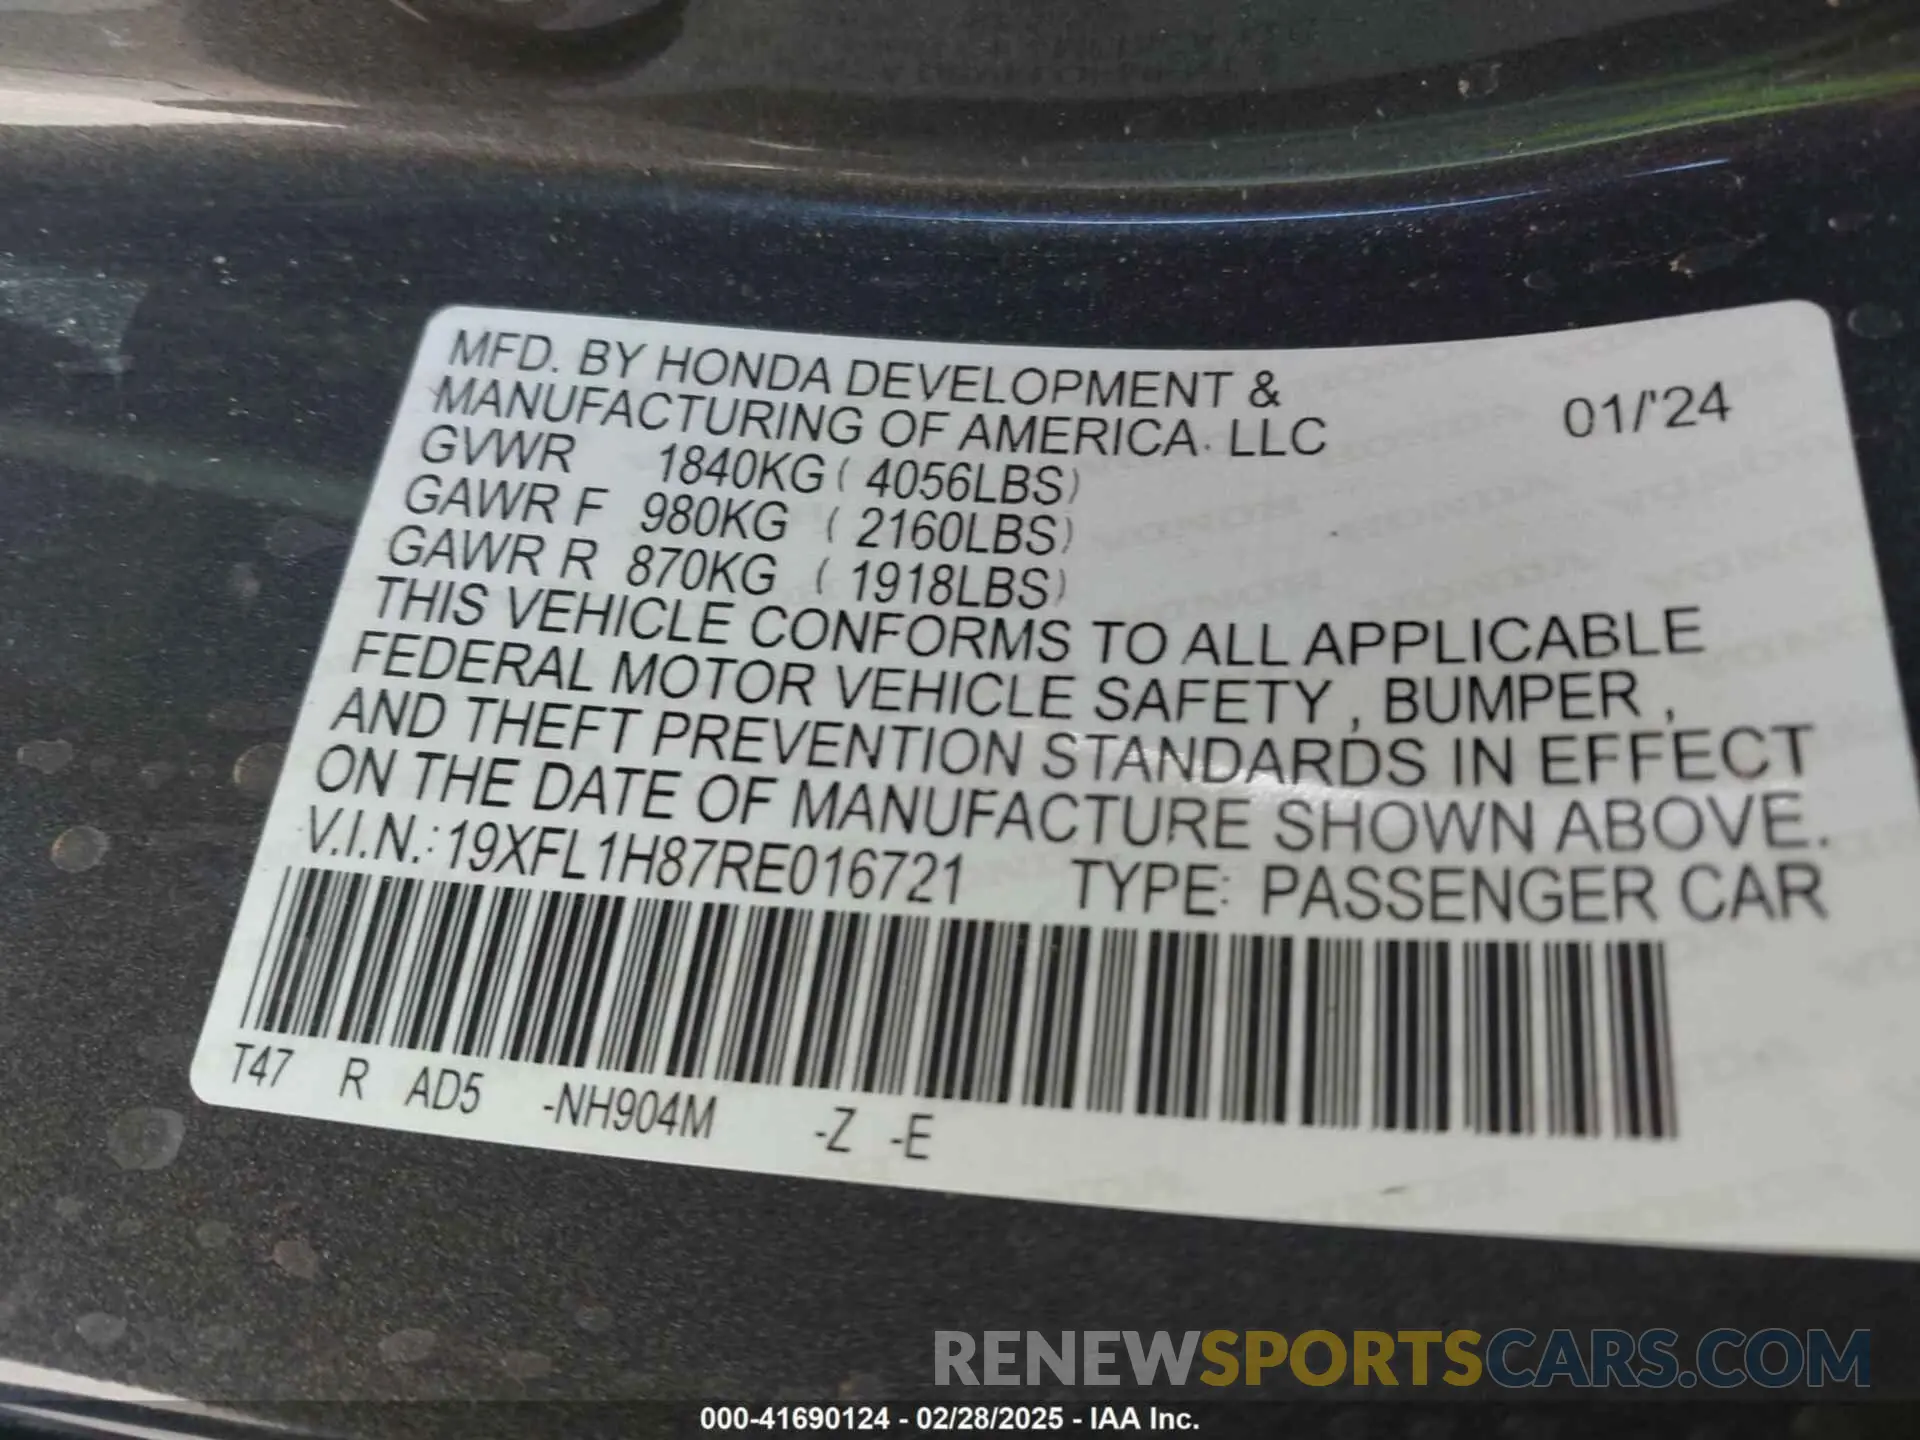 MFD. BY HONDA DEVELOPMENT &
MANUFACTURING OF AMERICA. LLC 01/'24
GVWR 1840KG ( 4056LBS)
GAWR F 980KG ( 2160LBS)
GAWR R 870KG ( 1918LBS)
THIS VEHICLE CONFORMS TO ALL APPLICABLE
FEDERAL MOTOR VEHICLE SAFETY , BUMPER ,
AND THEFT PREVENTION STANDARDS IN EFFECT
ON THE DATE OF MANUFACTURE SHOWN ABOVE.
V.I.N.: 19XFL1H87RE016721 TYPE: PASSENGER CAR
T47 R AD5 -NH904M -Z -E
RENEWSPORTSCARS.COM
000-41690124 - 02/28/2025 - IAA Inc.